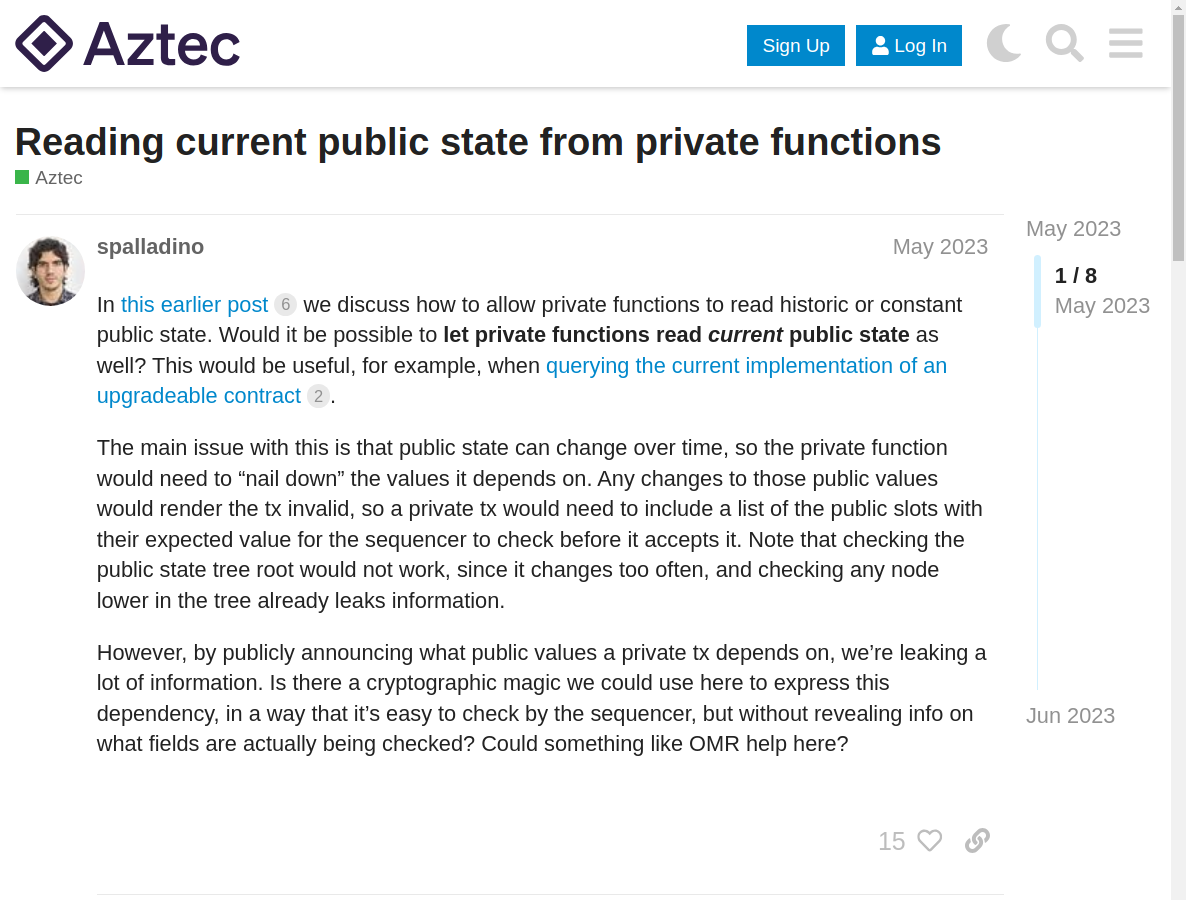 Aztec
Sign Up
Log In
Reading current public state from private functions
Aztec
spalladino
May 2023
In this earlier post 6 we discuss how to allow private functions to read historic or constant
public state. Would it be possible to let private functions read current public state as
well? This would be useful, for example, when querying the current implementation of an
upgradeable contract 2.
The main issue with this is that public state can change over time, so the private function
would need to “nail down” the values it depends on. Any changes to those public values
would render the tx invalid, so a private tx would need to include a list of the public slots with
their expected value for the sequencer to check before it accepts it. Note that checking the
public state tree root would not work, since it changes too often, and checking any node
lower in the tree already leaks information.
However, by publicly announcing what public values a private tx depends on, we’re leaking a
lot of information. Is there a cryptographic magic we could use here to express this
dependency, in a way that it’s easy to check by the sequencer, but without revealing info on
what fields are actually being checked? Could something like OMR help here?
15
May 2023
1 / 8
May 2023
Jun 2023